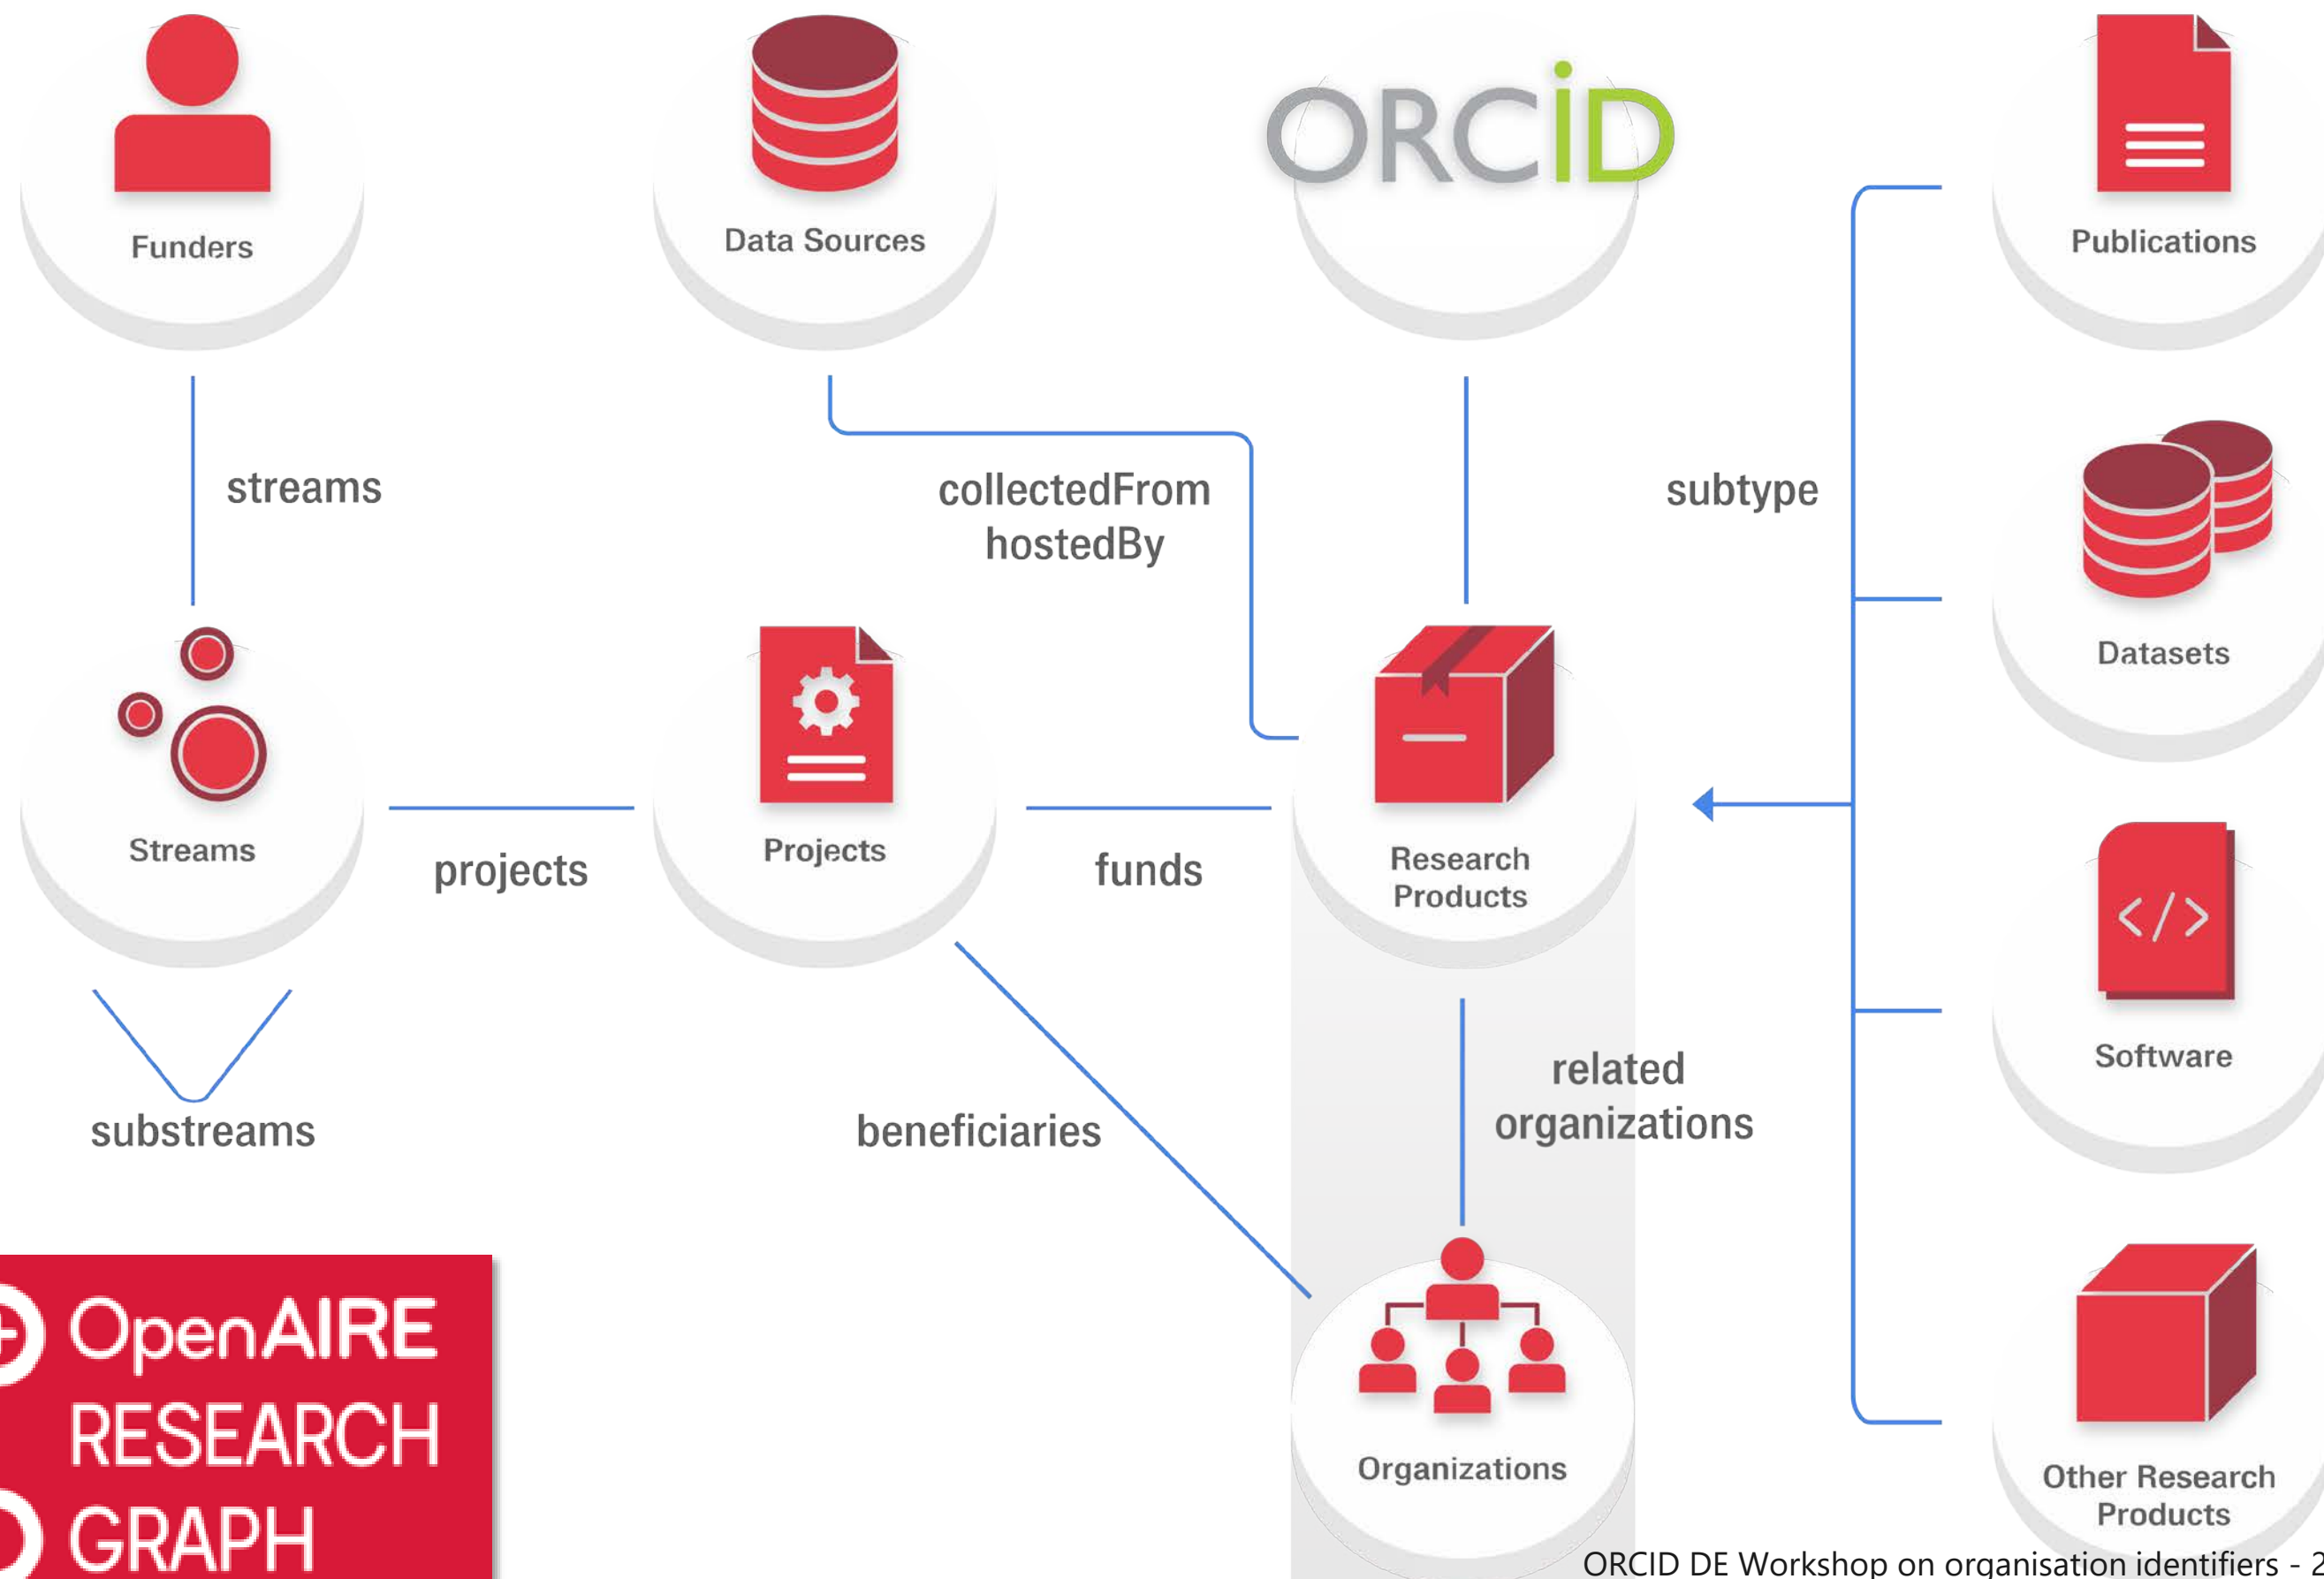 Funders
Data Sources
ORCiD
Publications
streams
collectedFrom
hostedBy
subtype
Datasets
Streams
projects
Projects
funds
Research
Products
Software
substreams
beneficiaries
related
organizations
Organizations
Other Research
Products
OpenAIRE
RESEARCH
GRAPH
ORCID DE Workshop on organisation identifiers - 2